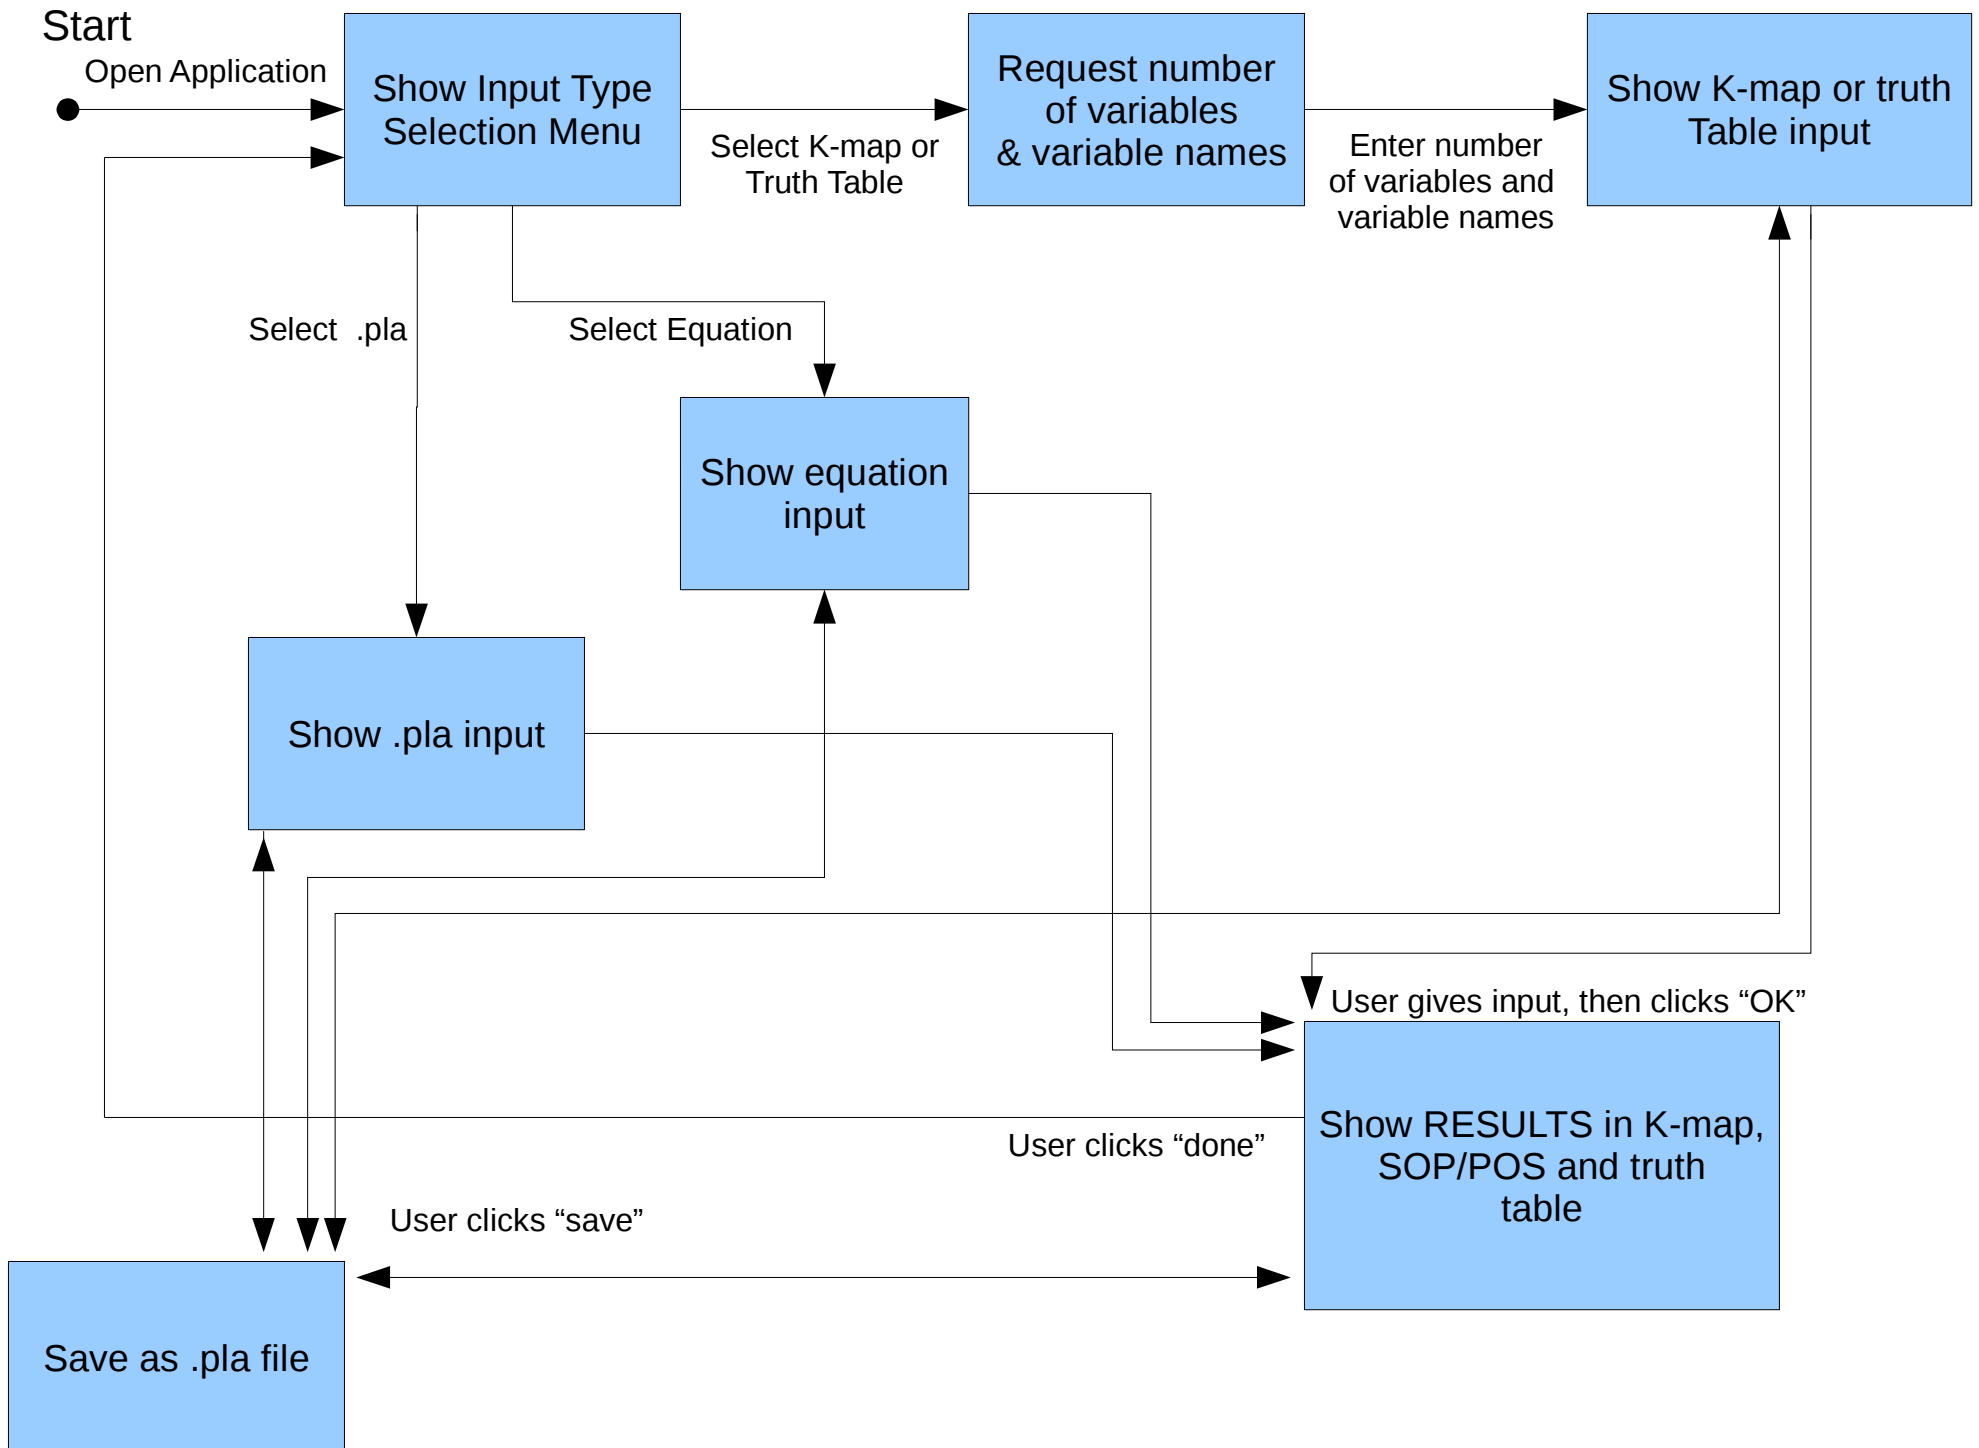 Start
Open Application
Show Input Type
Selection Menu
Select K-map or
Truth Table
Request number
of variables
& variable names
Enter number
of variables and
variable names
Show K-map or truth
Table input
Select .pla
Select Equation
Show equation
input
Show .pla input
User gives input, then clicks “OK”
Show RESULTS in K-map,
SOP/POS and truth
table
User clicks “done”
User clicks “save”
Save as .pla file